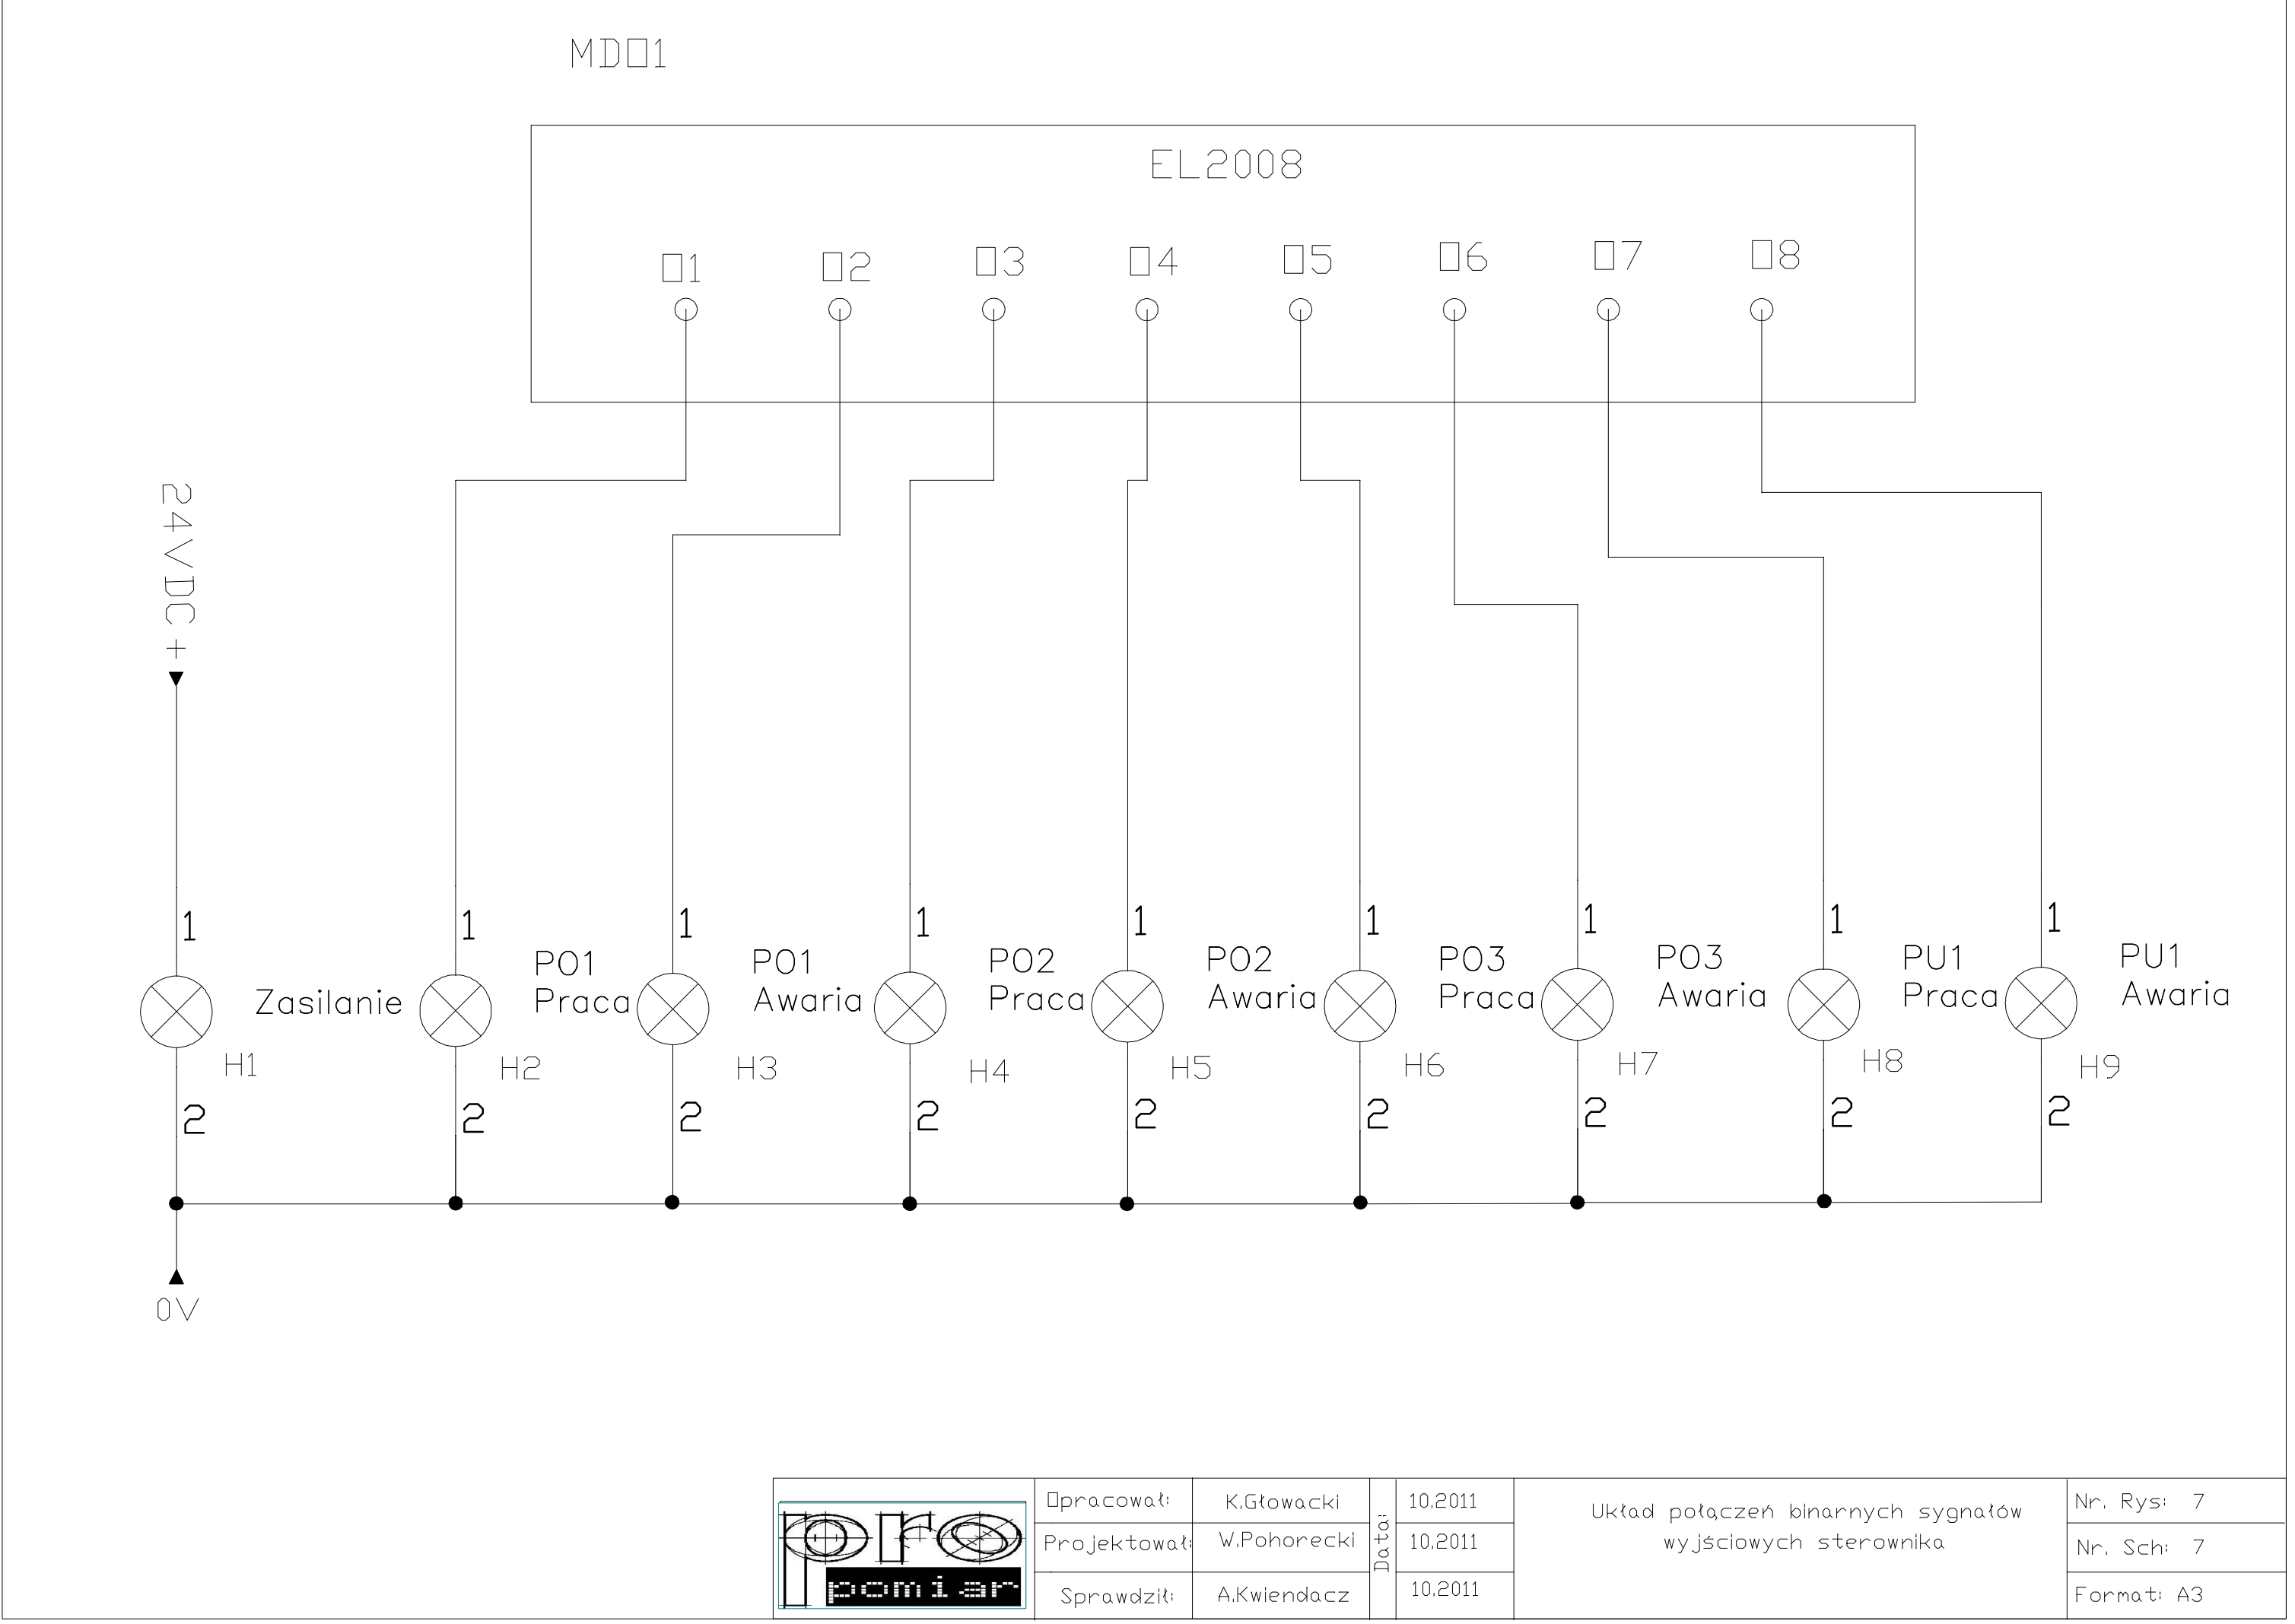 MDO1
EL2008
O1 O2 O3 O4 O5 O6 O7 O8
24VDC+
1 1 1 1 1 1 1 1 1
Zasilanie
PO1
Praca
PO1
Awaria
PO2
Praca
PO2
Awaria
PO3
Praca
PO3
Awaria
PU1
Praca
PU1
Awaria
H1 H2 H3 H4 H5 H6 H7 H8 H9
2 2 2 2 2 2 2 2 2
0V
pro
pomiar
Opracował: K.Głowacki 10.2011
Projektował: W.Pohorecki 10.2011
Sprawdził: A.Kwiendacz 10.2011
Data:
Układ połączeń binarnych sygnałów
wyjściowych sterownika
Nr. Rys: 7
Nr. Sch: 7
Format: A3